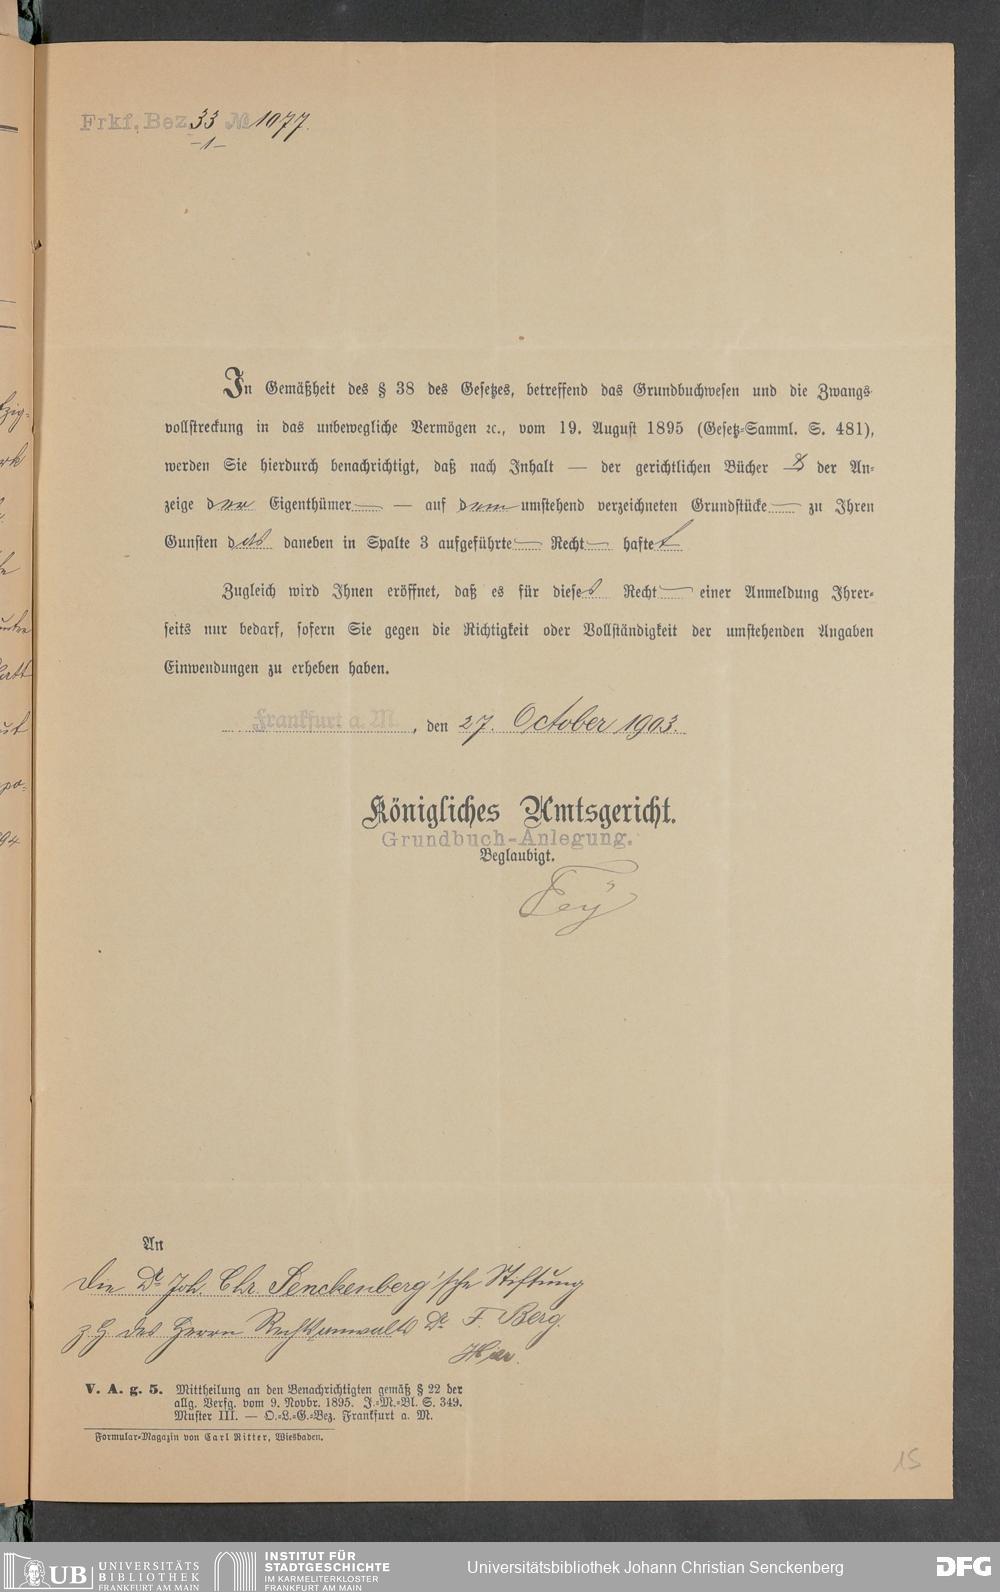 Frkf. Bez. 33 № 1077.
-1-
In Gemäßheit des § 38 des Gesetzes, betreffend das Grundbuchwesen und die Zwangs-
vollstreckung in das unbewegliche Vermögen ꝛc., vom 19. August 1895 (Gesetz-Samml. S. 481),
werden Sie hierdurch benachrichtigt, daß nach Inhalt — der gerichtlichen Bücher & der An-
zeige der Eigenthümer — — auf dem umstehend verzeichneten Grundstücke — zu Ihren
Gunsten das daneben in Spalte 3 aufgeführte — Recht — haftet
Zugleich wird Ihnen eröffnet, daß es für dieses Recht — einer Anmeldung Ihrer-
seits nur bedarf, sofern Sie gegen die Richtigkeit oder Vollständigkeit der umstehenden Angaben
Einwendungen zu erheben haben.
Frankfurt a. M., den 27. October 1903.
Königliches Amtsgericht.
Grundbuch-Anlegung.
Beglaubigt.
Fey
An
die Dr Joh. Chr. Senckenberg'sche Stiftung
z. H. des Herrn Rechtsanwalts Dr F. Berg.
Hier.
V. A. g. 5. Mittheilung an den Benachrichtigten gemäß § 22 der
allg. Verfg. vom 9. Novbr. 1895. J.-M.-Bl. S. 349.
Muster III. — O.-L.-G.-Bez. Frankfurt a. M.
Formular-Magazin von Carl Ritter, Wiesbaden.
15
UB UNIVERSITÄTS
BIBLIOTHEK
FRANKFURT AM MAIN
INSTITUT FÜR
STADTGESCHICHTE
IM KARMELITERKLOSTER
FRANKFURT AM MAIN
Universitätsbibliothek Johann Christian Senckenberg
DFG